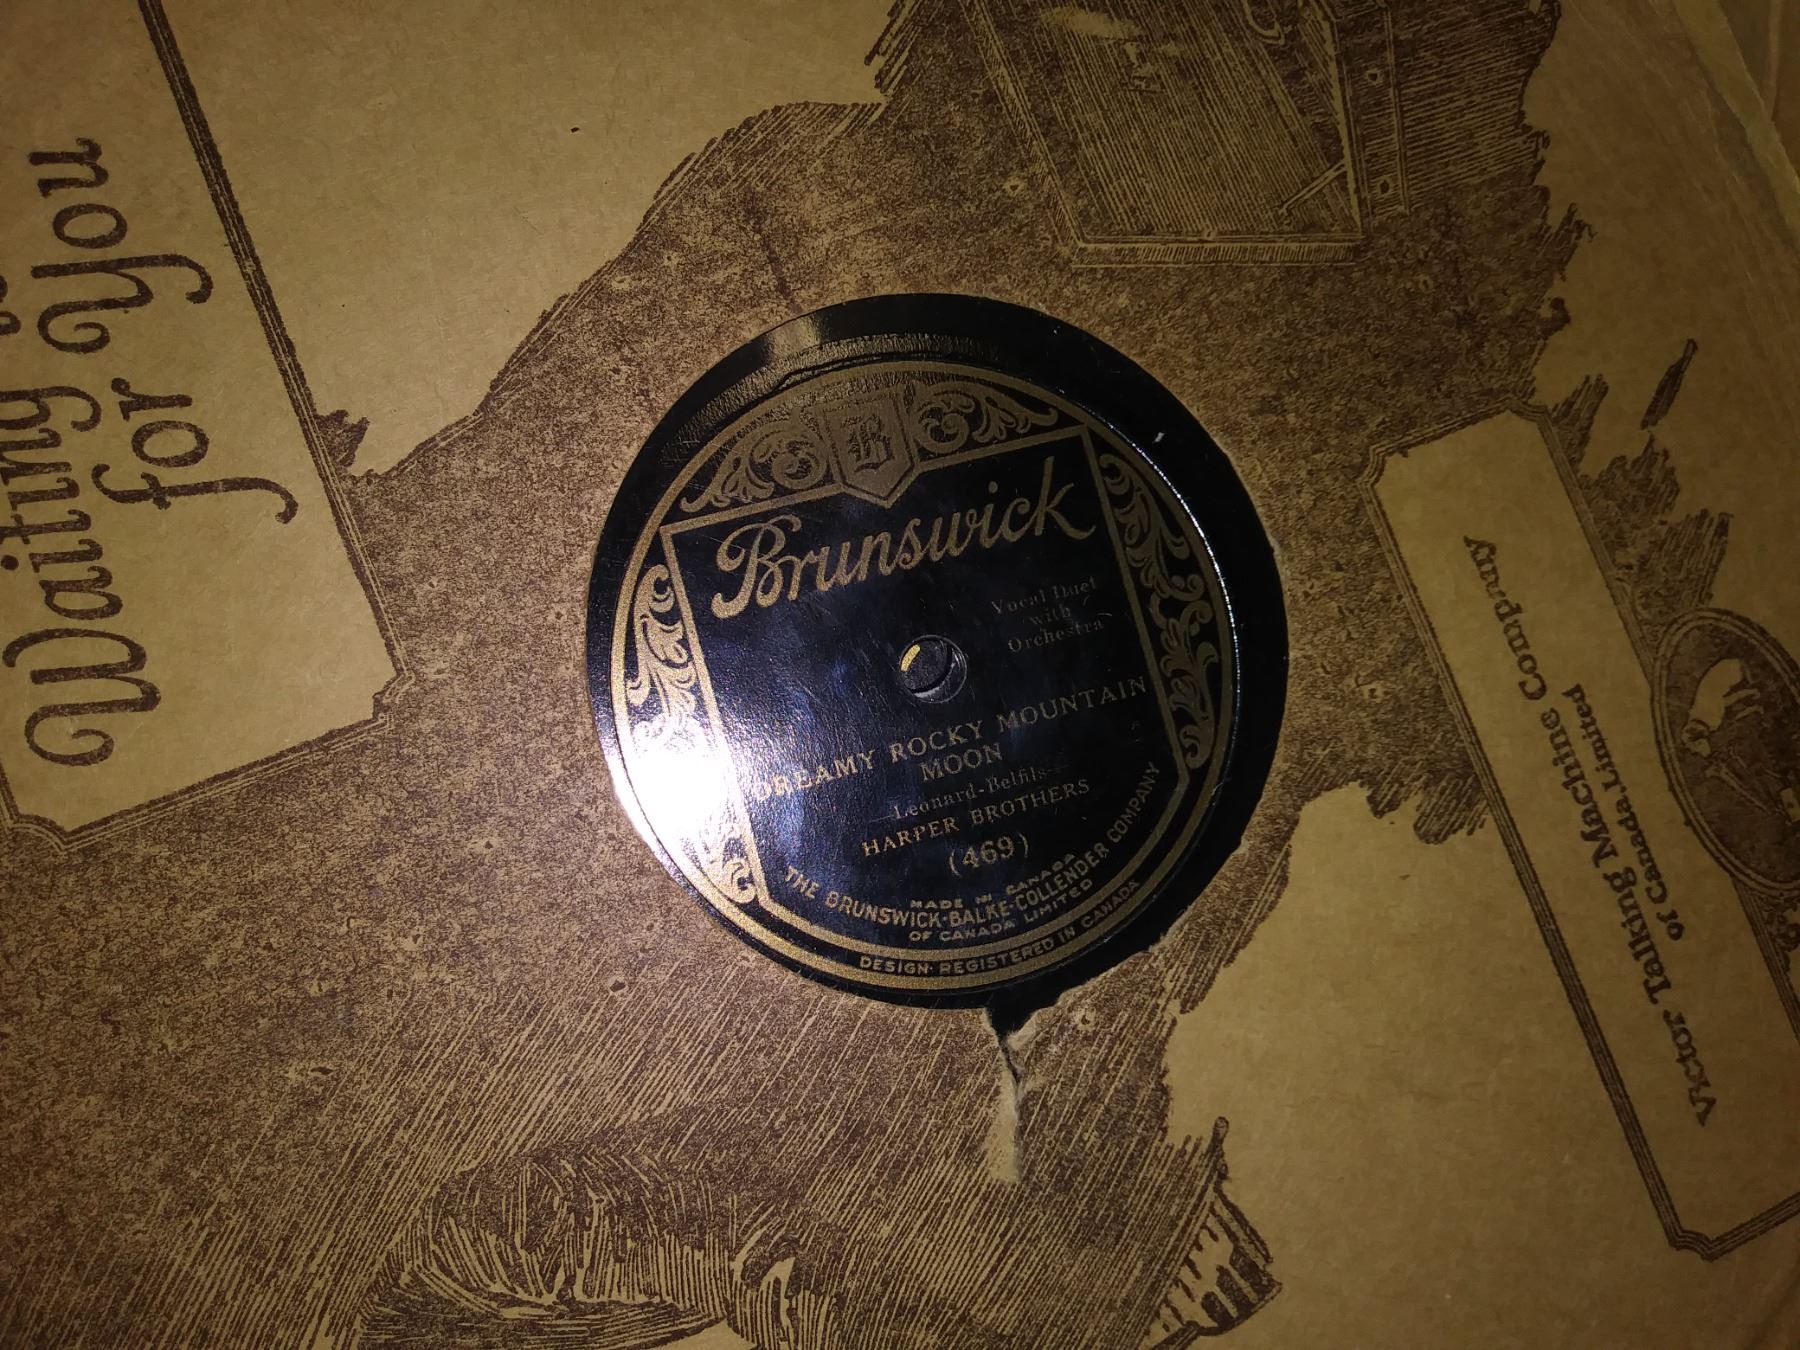 Waiting
for You
B
Brunswick
Vocal Duet
with
Orchestra
DREAMY ROCKY MOUNTAIN
MOON
-Leonard-Belfils-
HARPER BROTHERS
(469)
MADE IN CANADA
THE BRUNSWICK-BALKE-COLLENDER COMPANY
OF CANADA LIMITED
DESIGN REGISTERED IN CANADA
Victor Talking Machine Company
of Canada, Limited